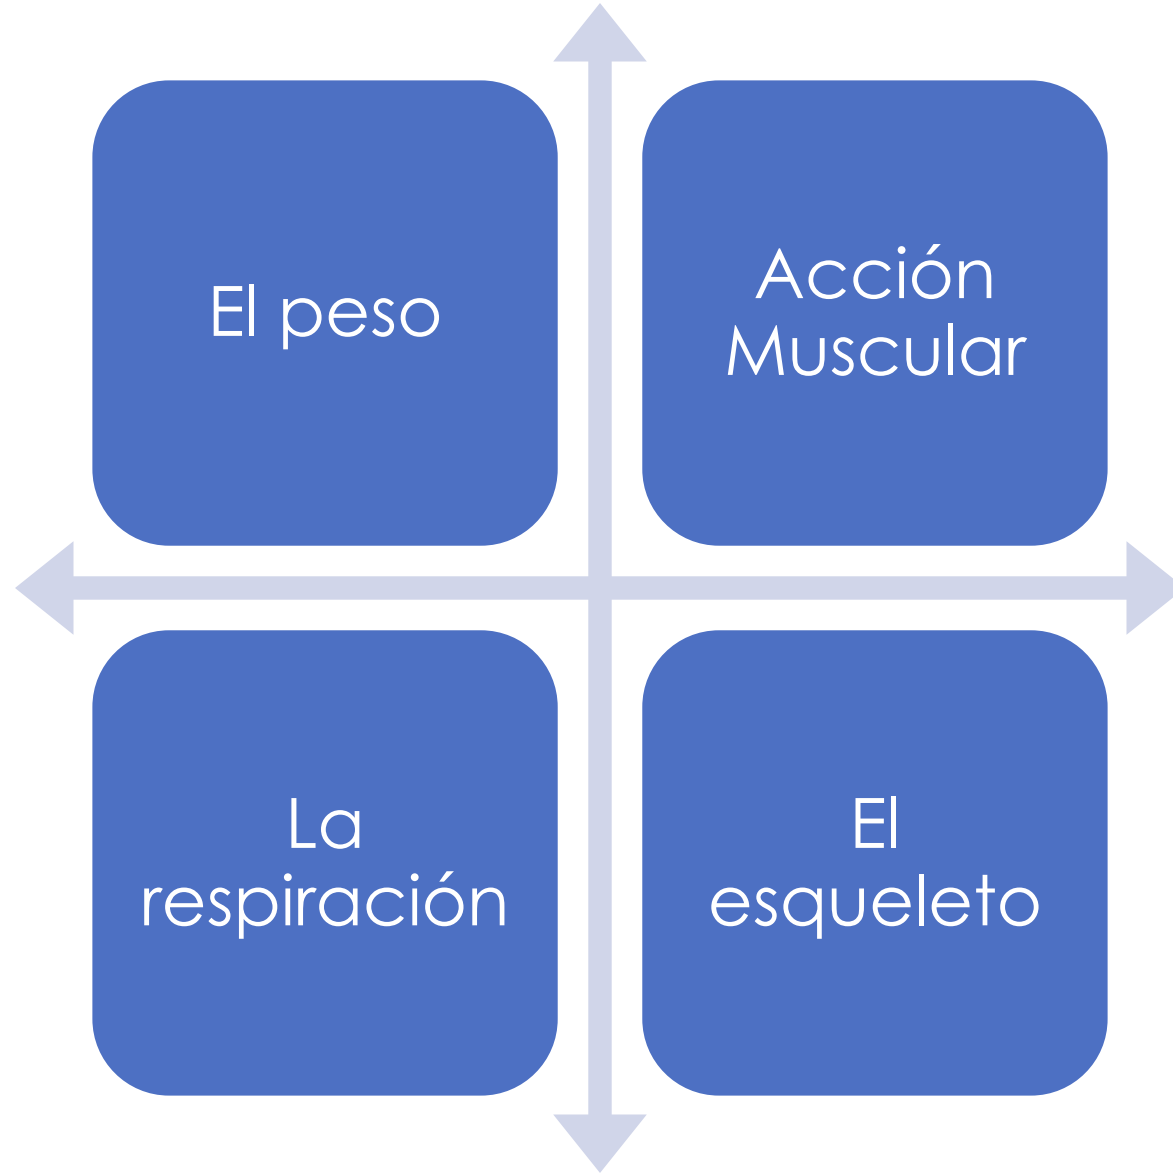 El peso
Acción
Muscular
La
respiración
El
esqueleto